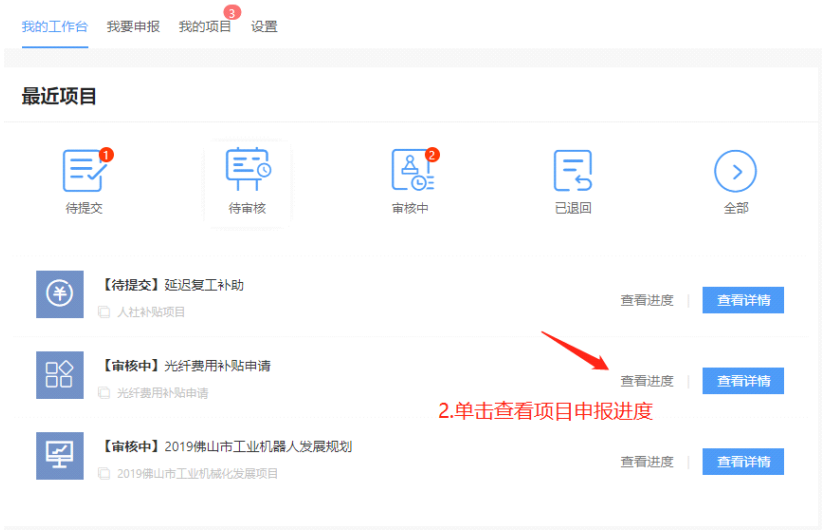 我的工作台 我要申报 我的项目 3 设置
最近项目
1 2
待提交 待审核 审核中 已退回 全部
【待提交】延迟复工补助
人社补贴项目
查看进度 查看详情
【审核中】光纤费用补贴申请
光纤费用补贴申请
查看进度 查看详情
2.单击查看项目申报进度
【审核中】2019佛山市工业机器人发展规划
2019佛山市工业机械化发展项目
查看进度 查看详情